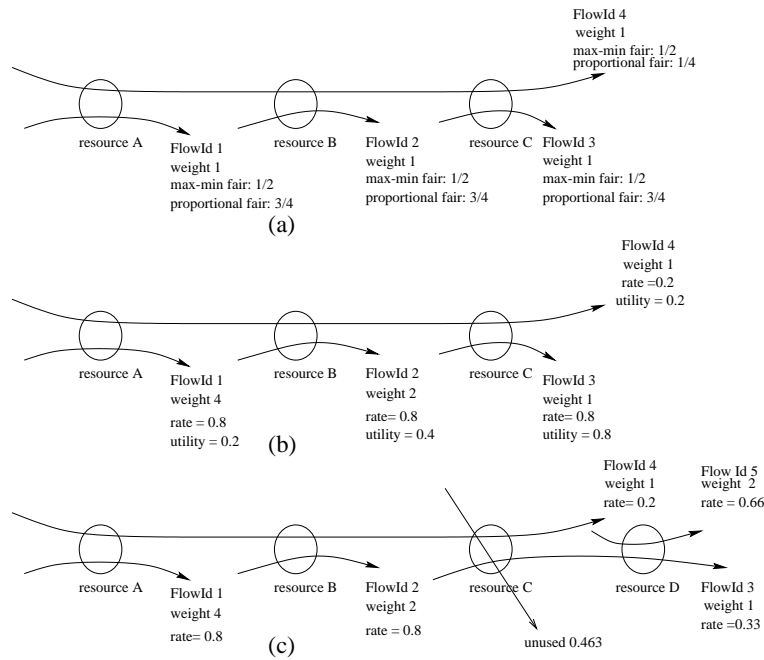 FlowId 4
weight 1
max-min fair: 1/2
proportional fair: 1/4
resource A
FlowId 1
weight 1
max-min fair: 1/2
proportional fair: 3/4
resource B
FlowId 2
weight 1
max-min fair: 1/2
proportional fair: 3/4
resource C
FlowId 3
weight 1
max-min fair: 1/2
proportional fair: 3/4
(a)
FlowId 4
weight 1
rate =0.2
utility = 0.2
resource A
FlowId 1
weight 4
rate = 0.8
utility = 0.2
resource B
FlowId 2
weight 2
rate= 0.8
utility = 0.4
resource C
FlowId 3
weight 1
rate= 0.8
utility = 0.8
(b)
FlowId 4
weight 1
rate= 0.2
Flow Id 5
weight 2
rate = 0.66
resource A
FlowId 1
weight 4
rate= 0.8
resource B
FlowId 2
weight 2
rate = 0.8
resource C
unused 0.463
resource D
FlowId 3
weight 1
rate =0.33
(c)